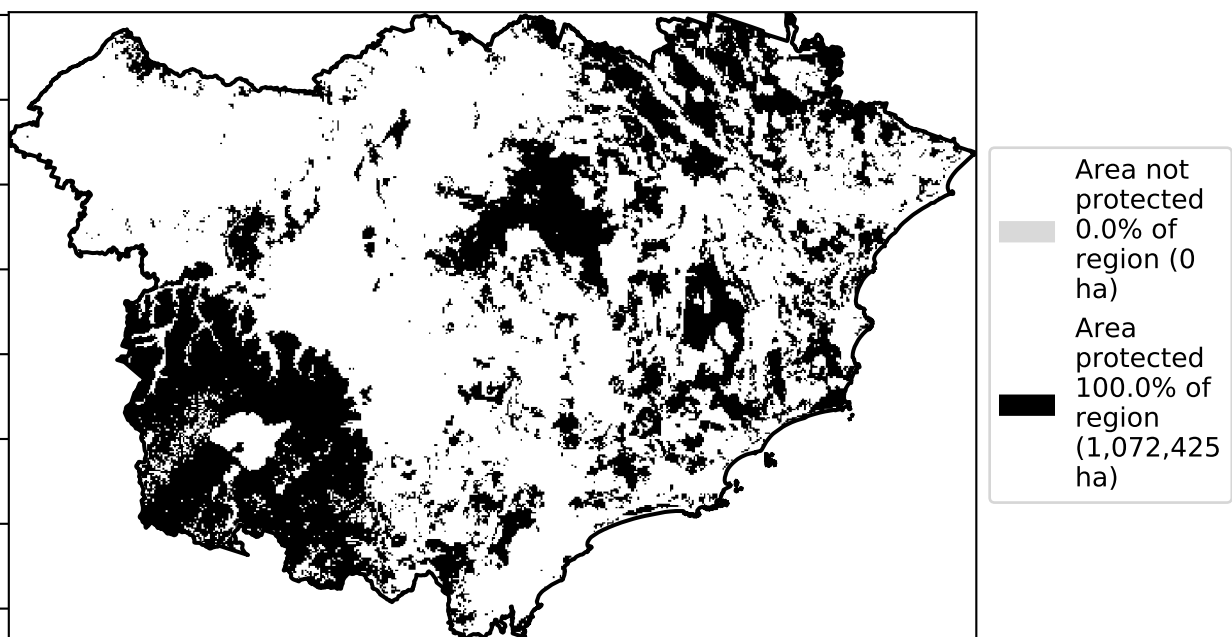 Area not
protected
0.0% of
region (0
ha)
Area
protected
100.0% of
region
(1,072,425
ha)